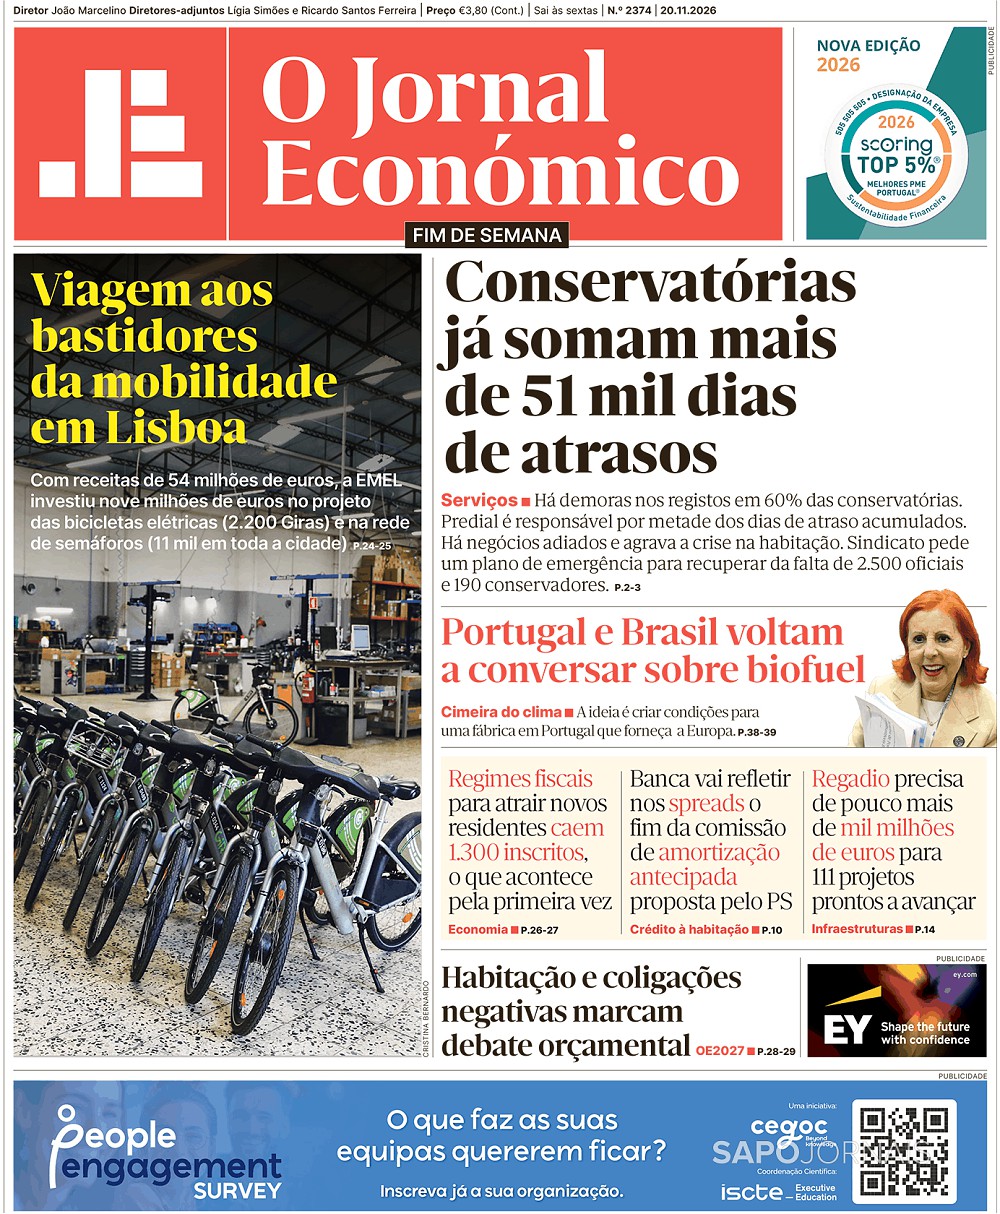 Diretor João Marcelino Diretores-adjuntos Lígia Simões e Ricardo Santos Ferreira | Preço €3,80 (Cont.) | Sai às sextas | N.º 2374 | 20.11.2026
O Jornal
Económico
FIM DE SEMANA
PUBLICIDADE
NOVA EDIÇÃO
2026
505 505 505 • DESIGNAÇÃO DA EMPRESA
2026
scoring
TOP 5%®
MELHORES PME
PORTUGAL®
Sustentabilidade Financeira
Viagem aos
bastidores
da mobilidade
em Lisboa
Com receitas de 54 milhões de euros, a EMEL
investiu nove milhões de euros no projeto
das bicicletas elétricas (2.200 Giras) e na rede
de semáforos (11 mil em toda a cidade) P.24-25
CRISTINA BERNARDO
Conservatórias
já somam mais
de 51 mil dias
de atrasos
Serviços ■ Há demoras nos registos em 60% das conservatórias.
Predial é responsável por metade dos dias de atraso acumulados.
Há negócios adiados e agrava a crise na habitação. Sindicato pede
um plano de emergência para recuperar da falta de 2.500 oficiais
e 190 conservadores. P.2-3
Portugal e Brasil voltam
a conversar sobre biofuel
Cimeira do clima ■ A ideia é criar condições para
uma fábrica em Portugal que forneça a Europa. P.38-39
Regimes fiscais
para atrair novos
residentes caem
1.300 inscritos,
o que acontece
pela primeira vez
Economia ■ P.26-27
Banca vai refletir
nos spreads o
fim da comissão
de amortização
antecipada
proposta pelo PS
Crédito à habitação ■ P.10
Regadio precisa
de pouco mais
de mil milhões
de euros para
111 projetos
prontos a avançar
Infraestruturas ■ P.14
Habitação e coligações
negativas marcam
debate orçamental OE2027 ■ P.28-29
PUBLICIDADE
ey.com
EY
Shape the future
with confidence
PUBLICIDADE
People
engagement
SURVEY
O que faz as suas
equipas quererem ficar?
Inscreva já a sua organização.
Uma iniciativa:
cegoc
Beyond
knowledge
SAPOJORNAIS
Coordenação Científica:
iscte
Executive
Education